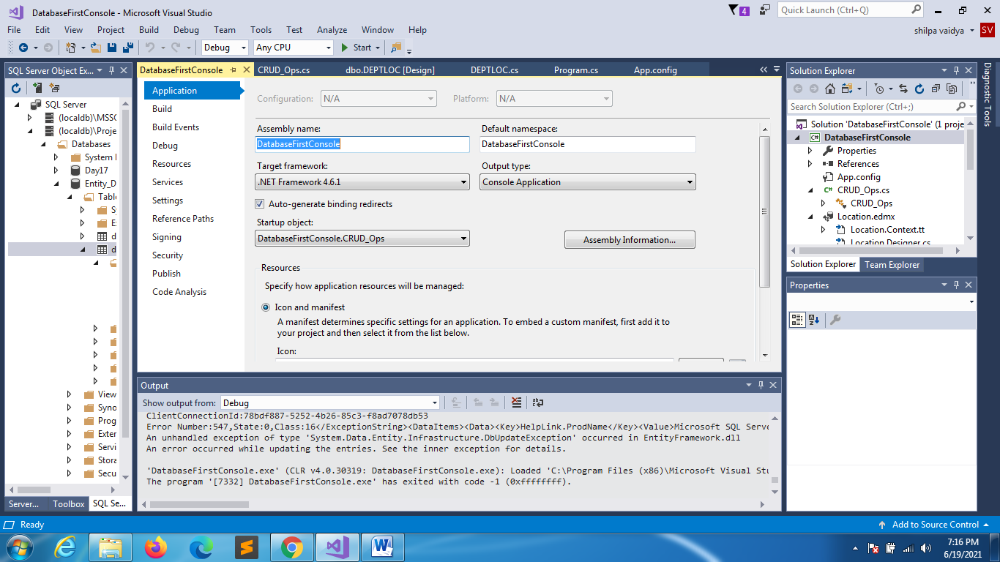 DatabaseFirstConsole - Microsoft Visual Studio
4
Quick Launch (Ctrl+Q)
File Edit View Project Build Debug Team Tools Test Analyze Window Help
shilpa vaidya SV
Debug Any CPU Start
SQL Server Object Ex...
SQL Server
(localdb)\MSSC
(localdb)\Proje
Databases
System
Day17
Entity_D
Tabl
S
E
d
d
View
Syno
Prog
Exter
Servi
Stora
Secu
Server... Toolbox SQL Se...
DatabaseFirstConsole CRUD_Ops.cs dbo.DEPTLOC [Design] DEPTLOC.cs Program.cs App.config
Application
Build
Build Events
Debug
Resources
Services
Settings
Reference Paths
Signing
Security
Publish
Code Analysis
Configuration: N/A Platform: N/A
Assembly name: Default namespace:
DatabaseFirstConsole DatabaseFirstConsole
Target framework: Output type:
.NET Framework 4.6.1 Console Application
Auto-generate binding redirects
Startup object:
DatabaseFirstConsole.CRUD_Ops Assembly Information...
Resources
Specify how application resources will be managed:
Icon and manifest
A manifest determines specific settings for an application. To embed a custom manifest, first add it to
your project and then select it from the list below.
Icon:
Output
Show output from: Debug
ClientConnectionId:78bdf887-5252-4b26-85c3-f8ad7078db53
Error Number:547,State:0,Class:16</ExceptionString><DataItems><Data><Key>HelpLink.ProdName</Key><Value>Microsoft SQL Serve
An unhandled exception of type 'System.Data.Entity.Infrastructure.DbUpdateException' occurred in EntityFramework.dll
An error occurred while updating the entries. See the inner exception for details.
'DatabaseFirstConsole.exe' (CLR v4.0.30319: DatabaseFirstConsole.exe): Loaded 'C:\Program Files (x86)\Microsoft Visual Stu
The program '[7332] DatabaseFirstConsole.exe' has exited with code -1 (0xffffffff).
Solution Explorer
Search Solution Explorer (Ctrl+;)
Solution 'DatabaseFirstConsole' (1 proje
C# DatabaseFirstConsole
Properties
References
App.config
C# CRUD_Ops.cs
CRUD_Ops
Location.edmx
Location.Context.tt
Location.Designer.cs
Solution Explorer Team Explorer
Properties
Diagnostic Tools
Ready
Add to Source Control
7:16 PM
6/19/2021